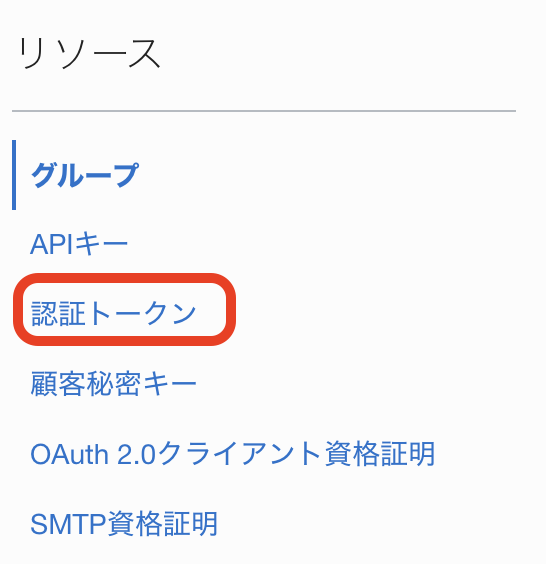 リソース
グループ
APIキー
認証トークン
顧客秘密キー
OAuth 2.0クライアント資格証明
SMTP資格証明